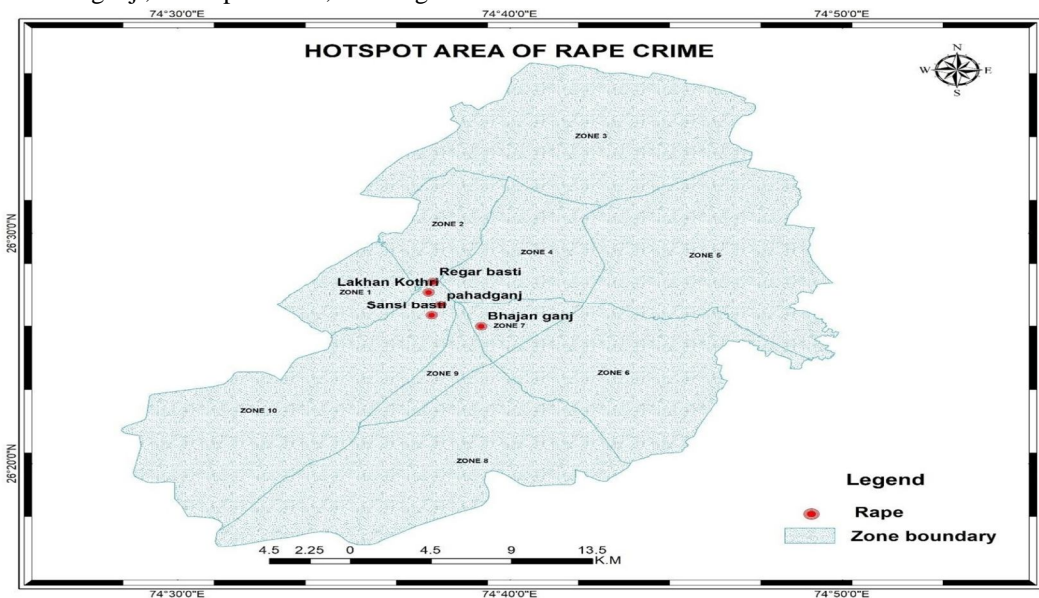 74°30'0"E 74°40'0"E 74°50'0"E
HOTSPOT AREA OF RAPE CRIME
N
W E
S
ZONE 3
26°30'0"N
ZONE 2
ZONE 4
ZONE 5
Regar basti
Lakhan Kothri
ZONE 1
pahadganj
Sansi basti
Bhajan ganj
ZONE 7
ZONE 9
ZONE 6
ZONE 10
26°20'0"N
ZONE 8
Legend
Rape
Zone boundary
4.5 2.25 0 4.5 9 13.5
K.M
74°30'0"E 74°40'0"E 74°50'0"E